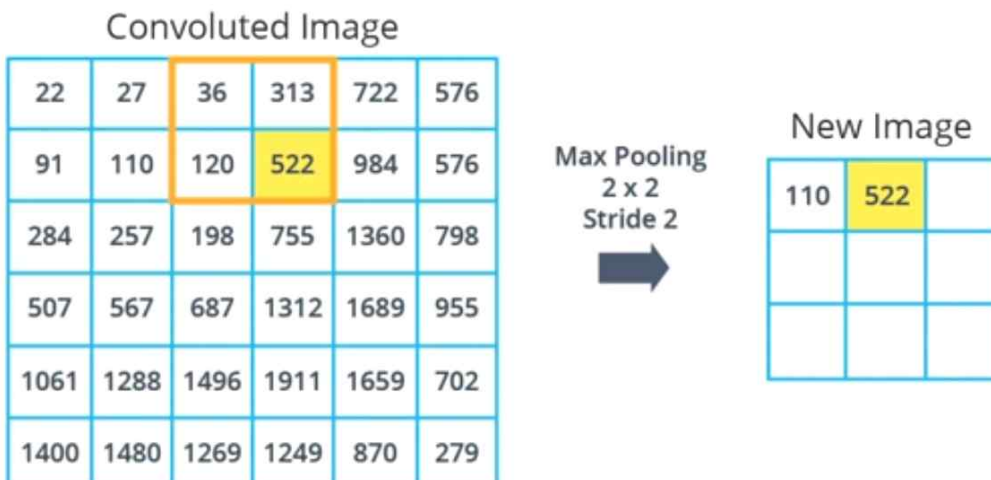 Convoluted Image
22 27 36 313 722 576
91 110 120 522 984 576
284 257 198 755 1360 798
507 567 687 1312 1689 955
1061 1288 1496 1911 1659 702
1400 1480 1269 1249 870 279
Max Pooling
2 x 2
Stride 2
New Image
110 522